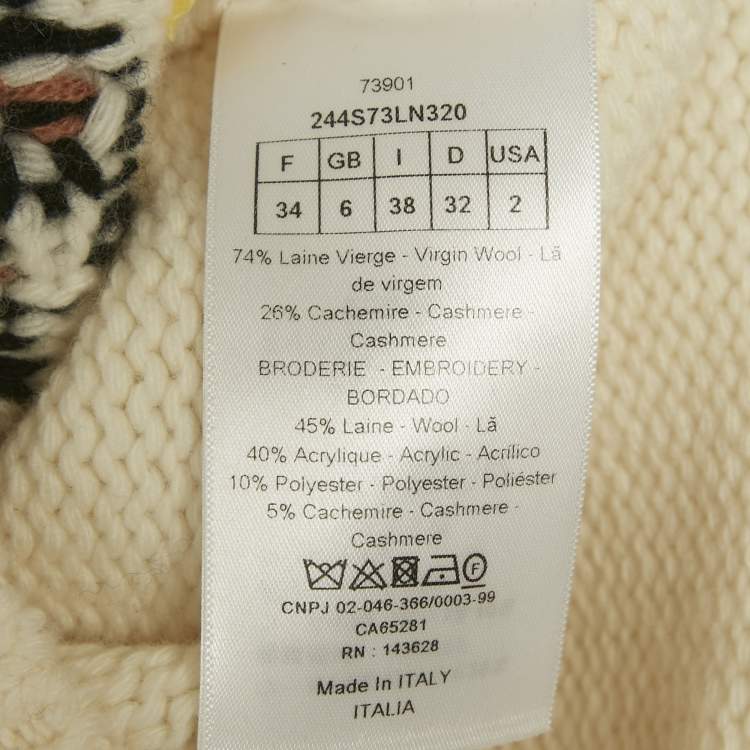 73901
244S73LN320
F GB I D USA
34 6 38 32 2
74% Laine Vierge - Virgin Wool - Lã
de virgem
26% Cachemire - Cashmere -
Cashmere
BRODERIE - EMBROIDERY -
BORDADO
45% Laine - Wool - Lã
40% Acrylique - Acrylic - Acrílico
10% Polyester - Polyester - Poliéster
5% Cachemire - Cashmere -
Cashmere
F
CNPJ 02-046-366/0003-99
CA65281
RN : 143628
Made In ITALY
ITALIA